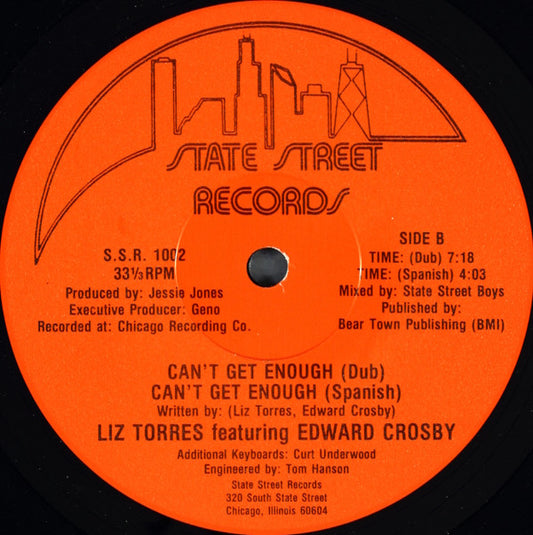 STATE STREET
RECORDS
S.S.R. 1002
33⅓ RPM
Produced by: Jessie Jones
Executive Producer: Geno
Recorded at: Chicago Recording Co.
SIDE B
TIME: (Dub) 7:18
TIME: (Spanish) 4:03
Mixed by: State Street Boys
Published by:
Bear Town Publishing (BMI)
CAN'T GET ENOUGH (Dub)
CAN'T GET ENOUGH (Spanish)
Written by: (Liz Torres, Edward Crosby)
LIZ TORRES featuring EDWARD CROSBY
Additional Keyboards: Curt Underwood
Engineered by: Tom Hanson
State Street Records
320 South State Street
Chicago, Illinois 60604